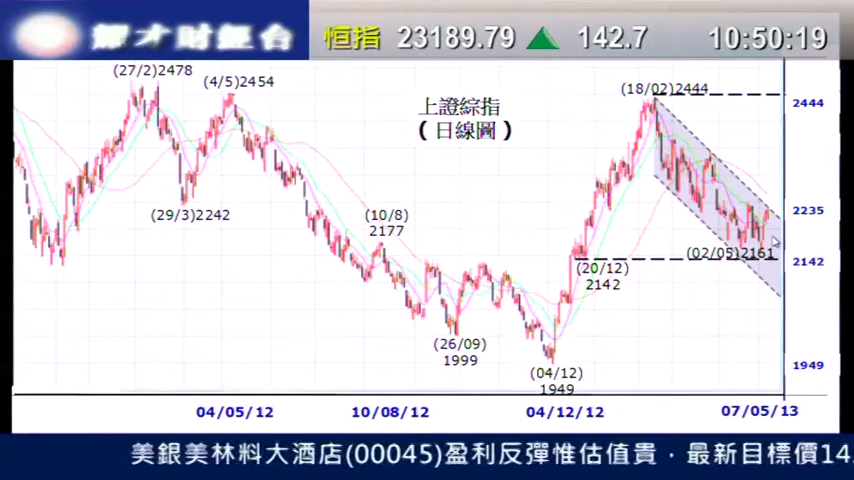 耀才財經台
恒指 23189.79 142.7 10:50:19
(27/2)2478
(4/5)2454
上證綜指
(日線圖)
(18/02)2444
2444
(29/3)2242
(10/8)
2177
2235
(02/05)2161
2142
(20/12)
2142
(26/09)
1999
1949
(04/12)
1949
04/05/12 10/08/12 04/12/12 07/05/13
美銀美林料大酒店(00045)盈利反彈惟估值貴，最新目標價14.